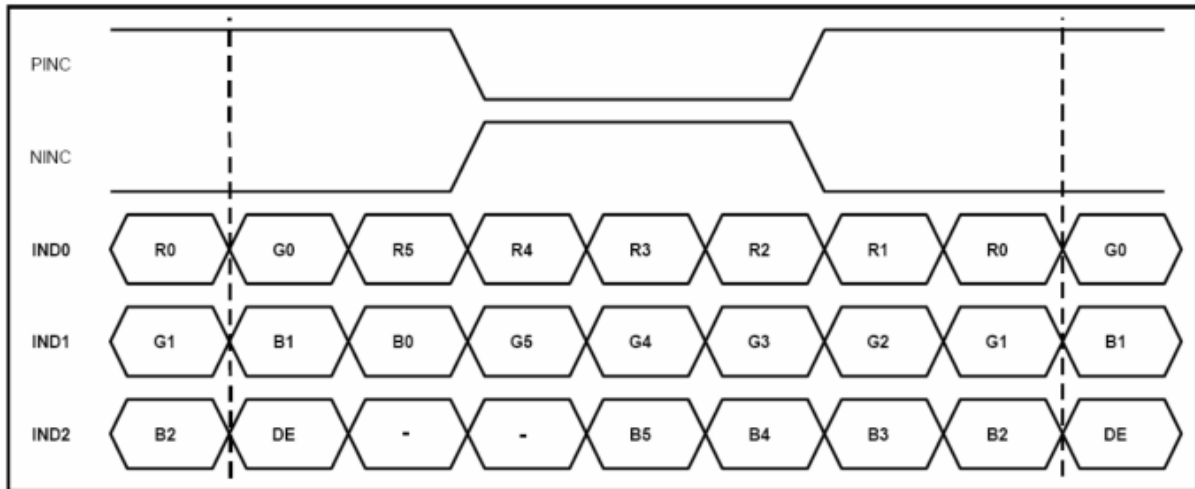 PINC
NINC
IND0 R0 G0 R5 R4 R3 R2 R1 R0 G0
IND1 G1 B1 B0 G5 G4 G3 G2 G1 B1
IND2 B2 DE - - B5 B4 B3 B2 DE